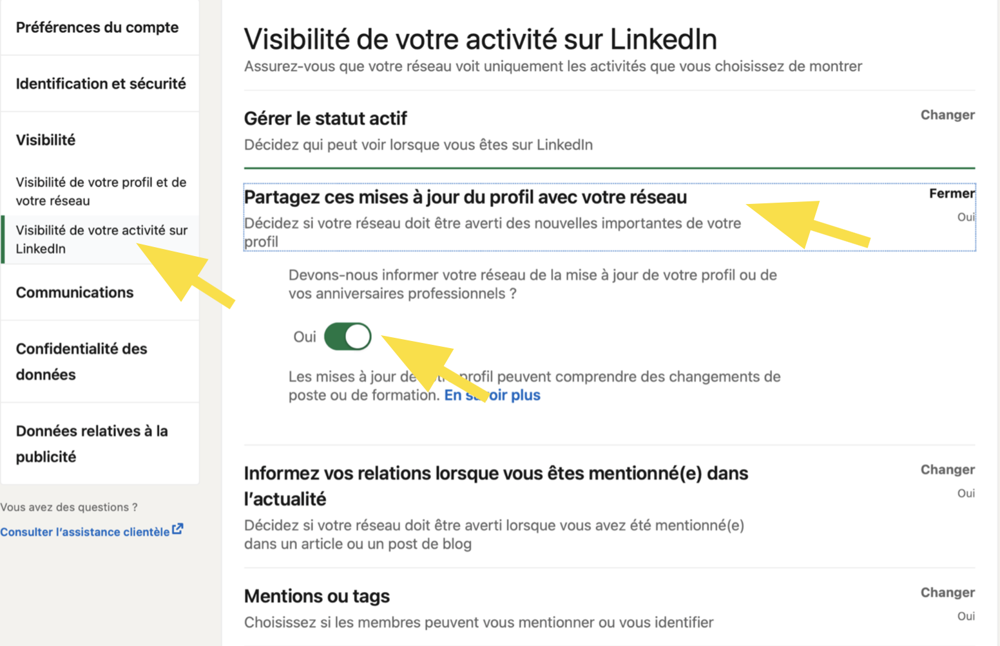 Préférences du compte
Identification et sécurité
Visibilité
Visibilité de votre profil et de
votre réseau
Visibilité de votre activité sur
LinkedIn
Communications
Confidentialité des
données
Données relatives à la
publicité
Vous avez des questions ?
Consulter l'assistance clientèle
Visibilité de votre activité sur LinkedIn
Assurez-vous que votre réseau voit uniquement les activités que vous choisissez de montrer
Gérer le statut actif
Changer
Décidez qui peut voir lorsque vous êtes sur LinkedIn
Partagez ces mises à jour du profil avec votre réseau
Fermer
Oui
Décidez si votre réseau doit être averti des nouvelles importantes de votre
profil
Devons-nous informer votre réseau de la mise à jour de votre profil ou de
vos anniversaires professionnels ?
Oui
Les mises à jour de profil peuvent comprendre des changements de
poste ou de formation. En savoir plus
Informez vos relations lorsque vous êtes mentionné(e) dans
l'actualité
Changer
Oui
Décidez si votre réseau doit être averti lorsque vous avez été mentionné(e)
dans un article ou un post de blog
Mentions ou tags
Changer
Oui
Choisissez si les membres peuvent vous mentionner ou vous identifier